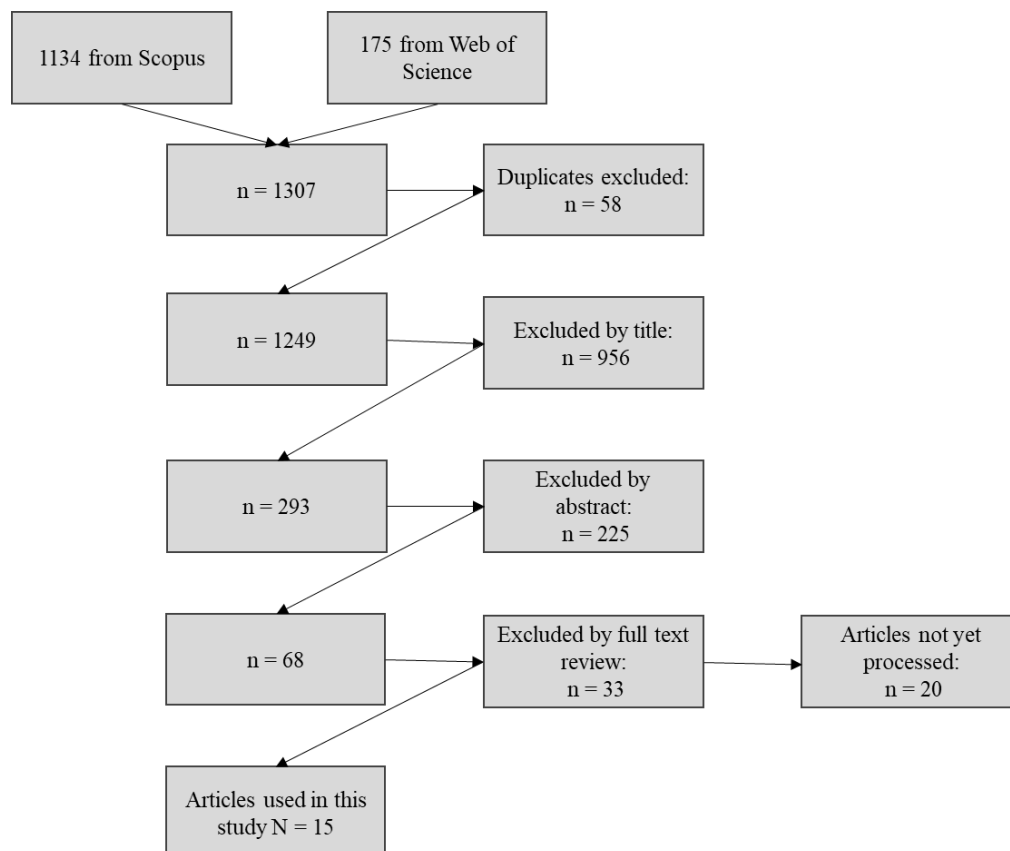 1134 from Scopus
175 from Web of
Science
n = 1307
Duplicates excluded:
n = 58
n = 1249
Excluded by title:
n = 956
n = 293
Excluded by
abstract:
n = 225
n = 68
Excluded by full text
review:
n = 33
Articles not yet
processed:
n = 20
Articles used in this
study N = 15